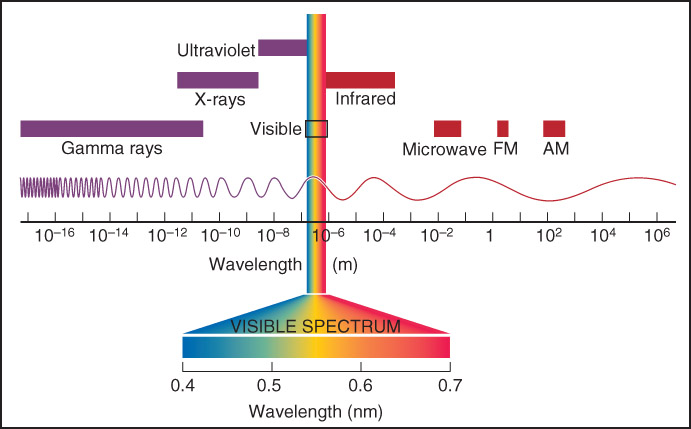 Ultraviolet
X-rays
Infrared
Visible
Gamma rays
Microwave FM AM
10⁻¹⁶ 10⁻¹⁴ 10⁻¹² 10⁻¹⁰ 10⁻⁸ 10⁻⁶ 10⁻⁴ 10⁻² 1 10² 10⁴ 10⁶
Wavelength (m)
VISIBLE SPECTRUM
0.4 0.5 0.6 0.7
Wavelength (nm)